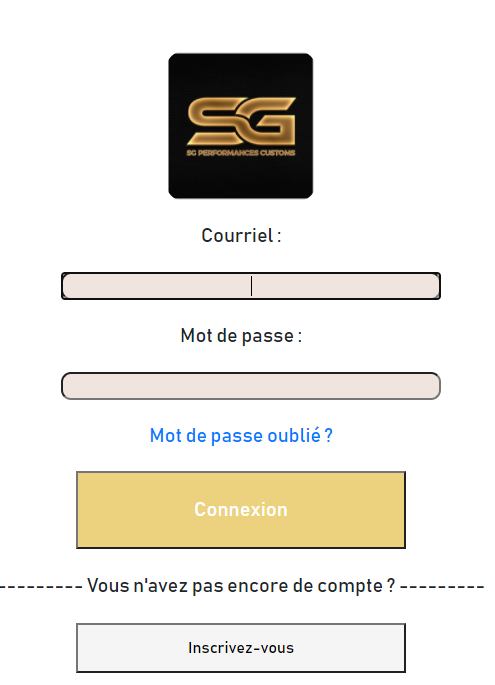 SG
SG PERFORMANCES CUSTOMS
Courriel :
Mot de passe :
Mot de passe oublié ?
Connexion
--------- Vous n'avez pas encore de compte ? ---------
Inscrivez-vous